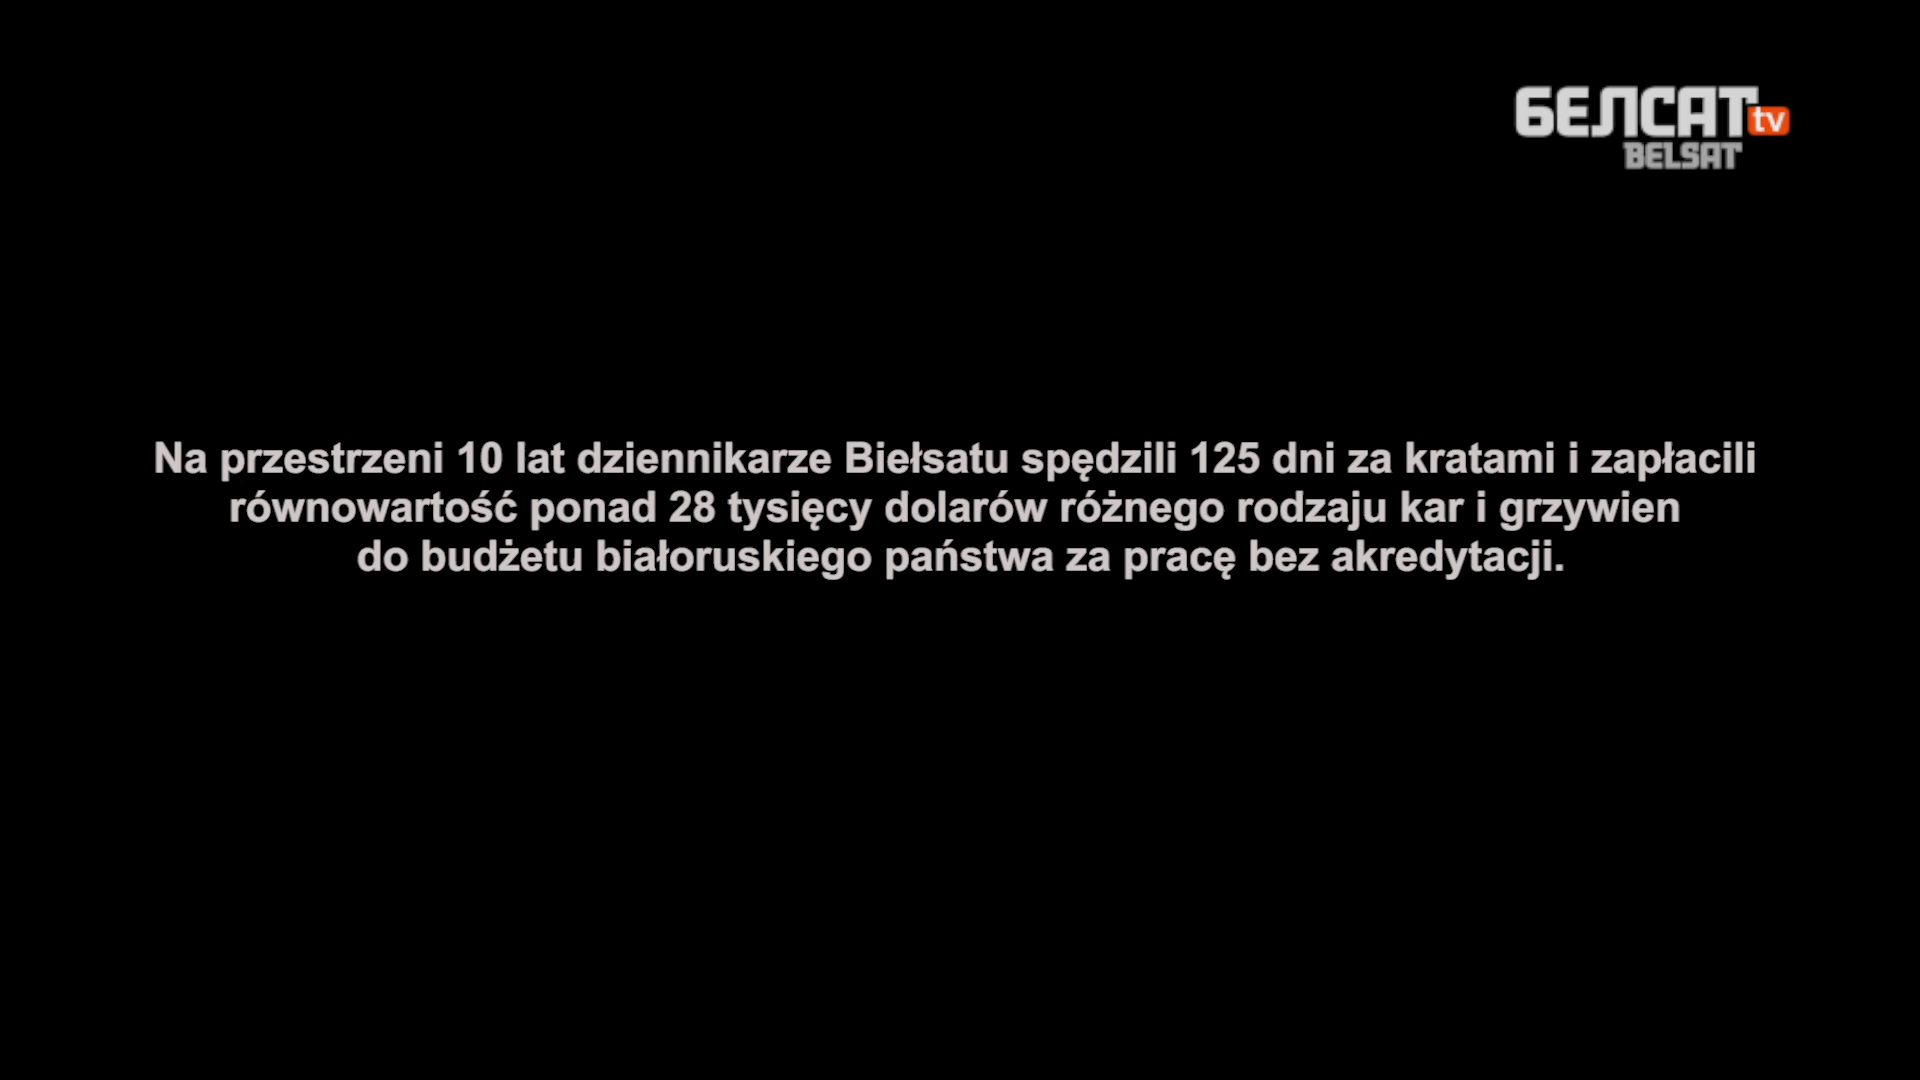 БЕЛСАТ tv
BELSAT
Na przestrzeni 10 lat dziennikarze Biełsatu spędzili 125 dni za kratami i zapłacili
równowartość ponad 28 tysięcy dolarów różnego rodzaju kar i grzywien
do budżetu białoruskiego państwa za pracę bez akredytacji.